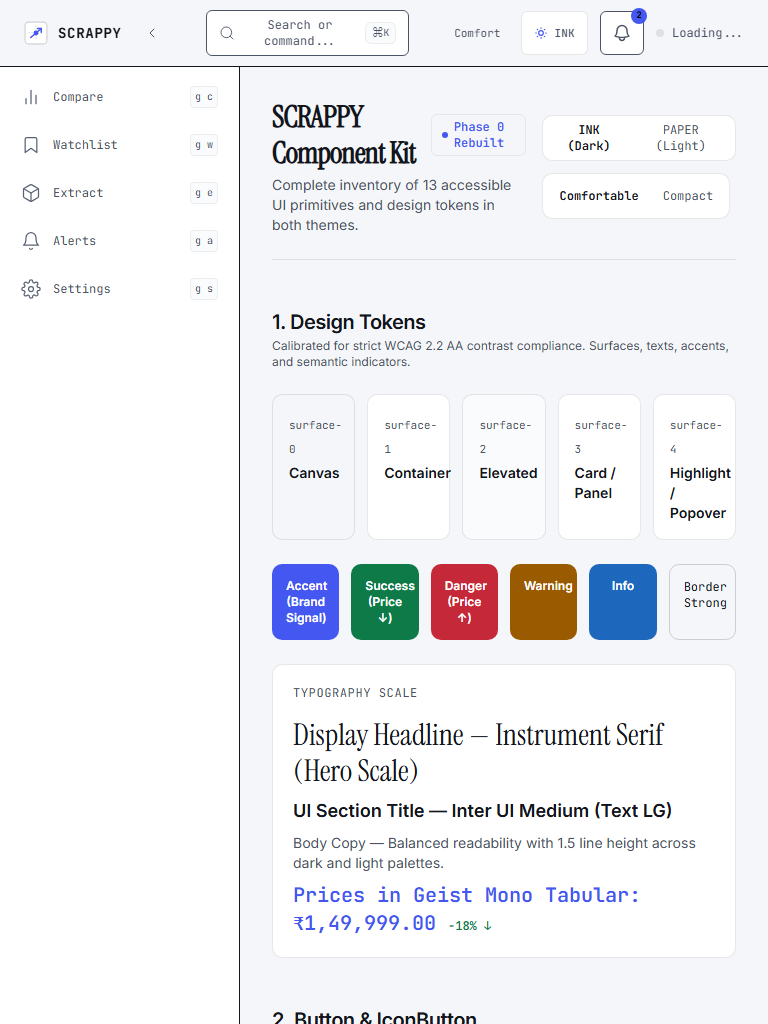 SCRAPPY
Search or
command...
⌘K
Comfort
INK
2
Loading...
Compare
g c
Watchlist
g w
Extract
g e
Alerts
g a
Settings
g s
SCRAPPY
Component Kit
Phase 0
Rebuilt
Complete inventory of 13 accessible
UI primitives and design tokens in
both themes.
INK
(Dark)
PAPER
(Light)
Comfortable
Compact
1. Design Tokens
Calibrated for strict WCAG 2.2 AA contrast compliance. Surfaces, texts, accents,
and semantic indicators.
surface-
0
Canvas
surface-
1
Container
surface-
2
Elevated
surface-
3
Card /
Panel
surface-
4
Highlight
/
Popover
Accent
(Brand
Signal)
Success
(Price
↓)
Danger
(Price
↑)
Warning
Info
Border
Strong
TYPOGRAPHY SCALE
Display Headline — Instrument Serif
(Hero Scale)
UI Section Title — Inter UI Medium (Text LG)
Body Copy — Balanced readability with 1.5 line height across
dark and light palettes.
Prices in Geist Mono Tabular:
₹1,49,999.00 -18% ↓
2. Button & IconButton